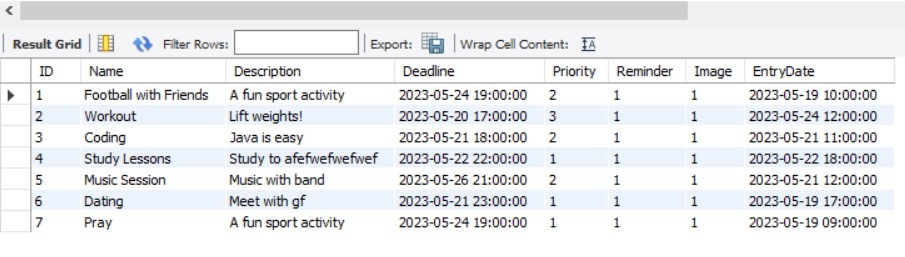 Result Grid Filter Rows: Export: Wrap Cell Content:
ID Name Description Deadline Priority Reminder Image EntryDate
1 Football with Friends A fun sport activity 2023-05-24 19:00:00 2 1 1 2023-05-19 10:00:00
2 Workout Lift weights! 2023-05-20 17:00:00 3 1 1 2023-05-24 12:00:00
3 Coding Java is easy 2023-05-21 18:00:00 2 1 1 2023-05-21 11:00:00
4 Study Lessons Study to afefwefwefwef 2023-05-22 22:00:00 1 1 1 2023-05-22 18:00:00
5 Music Session Music with band 2023-05-26 21:00:00 2 1 1 2023-05-21 12:00:00
6 Dating Meet with gf 2023-05-21 23:00:00 1 1 1 2023-05-19 17:00:00
7 Pray A fun sport activity 2023-05-24 19:00:00 1 1 1 2023-05-19 09:00:00